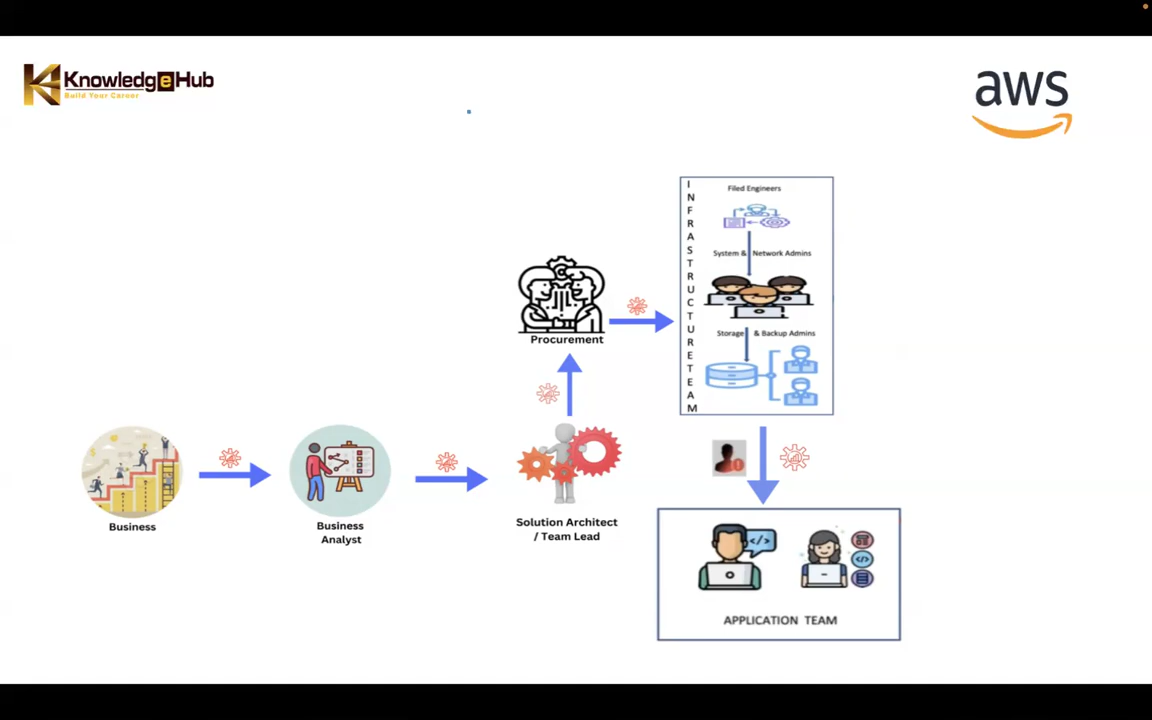 KnowledgeHub
Build Your Career
aws
INFRASTRUCTURETEAM
Filed Engineers
System & Network Admins
Storage & Backup Admins
Procurement
Business
Business
Analyst
Solution Architect
/ Team Lead
APPLICATION TEAM